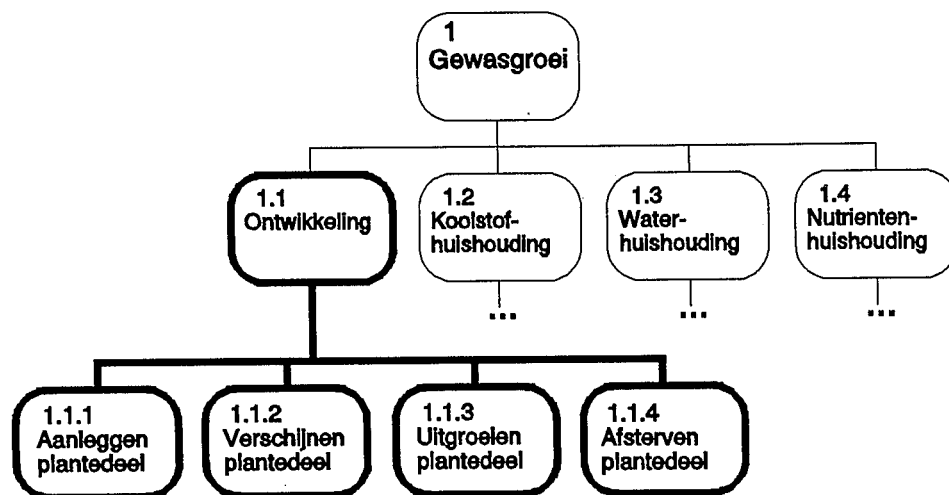 1
Gewasgroei
1.1
Ontwikkeling
1.2
Koolstof-
huishouding
1.3
Water-
huishouding
1.4
Nutrienten-
huishouding
...
...
...
1.1.1
Aanleggen
plantedeel
1.1.2
Verschijnen
plantedeel
1.1.3
Uitgroeien
plantedeel
1.1.4
Afsterven
plantedeel